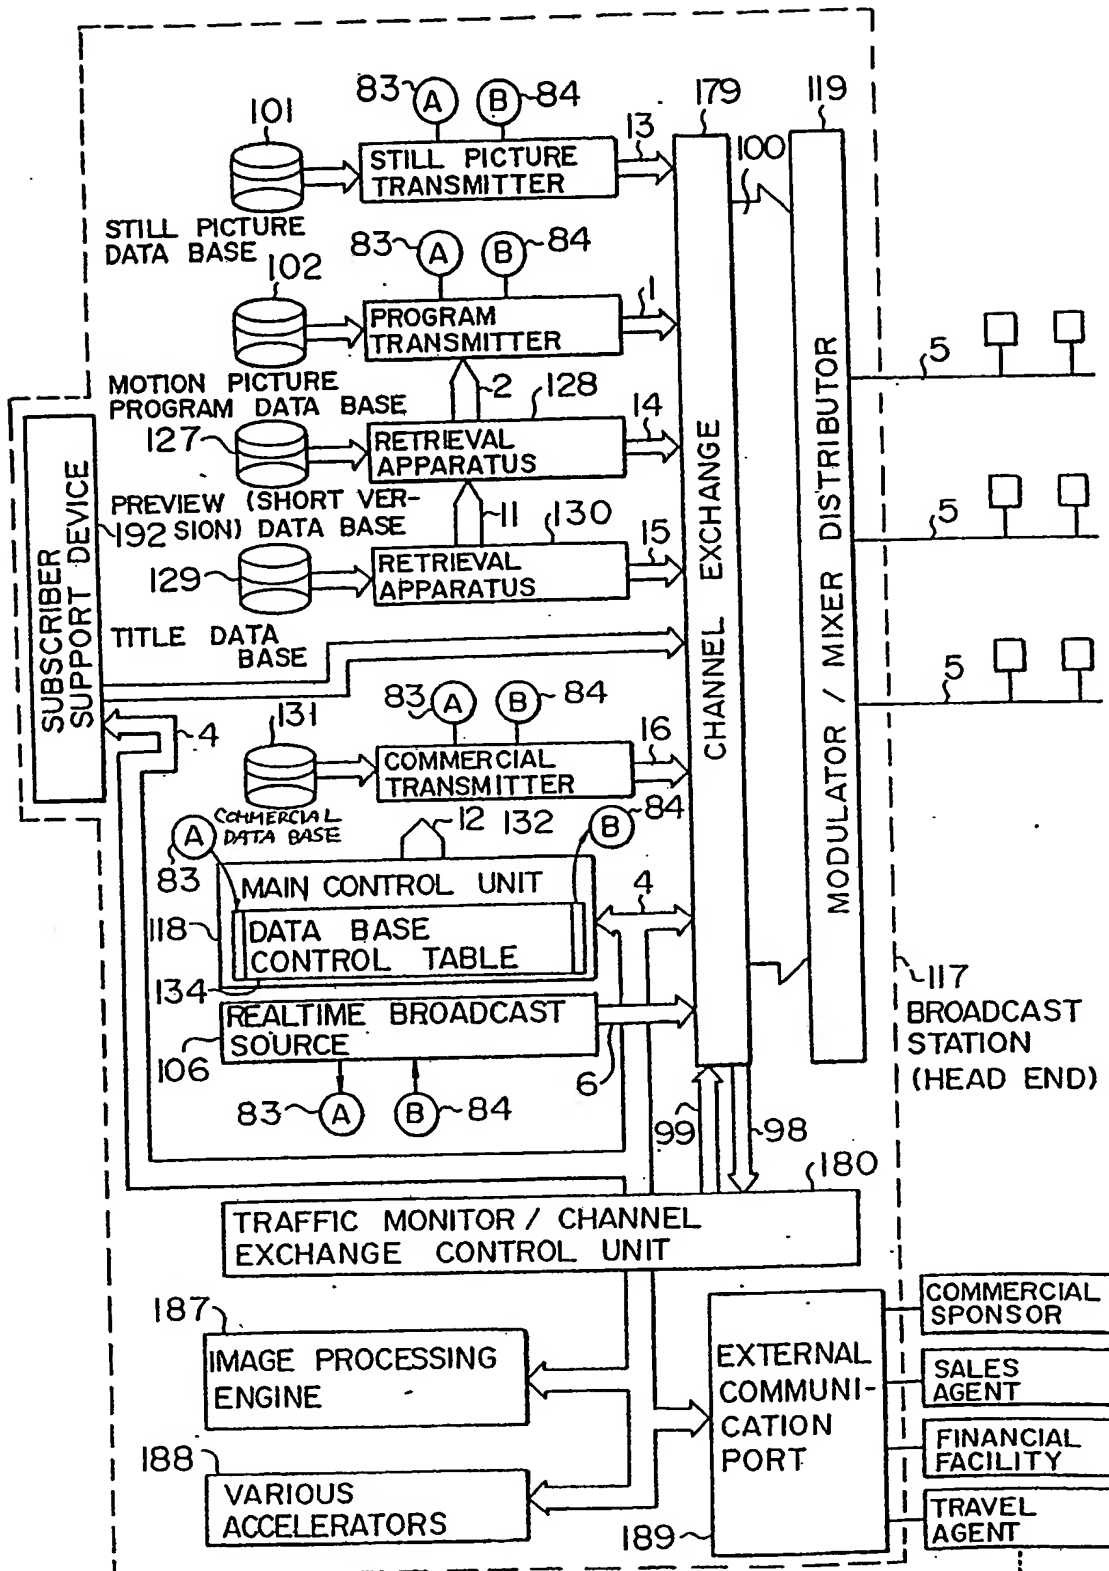 83 A B 84
179
119
101
13
100
STILL PICTURE
TRANSMITTER
STILL PICTURE
DATA BASE
83 A B 84
102
1
PROGRAM
TRANSMITTER
MOTION PICTURE
PROGRAM DATA BASE
2
128
127
14
RETRIEVAL
APPARATUS
5
PREVIEW (SHORT VER-
SION) DATA BASE
192
11
130
129
15
RETRIEVAL
APPARATUS
5
TITLE DATA
BASE
SUBSCRIBER
SUPPORT DEVICE
CHANNEL EXCHANGE
MODULATOR / MIXER DISTRIBUTOR
5
4
131
83 A B 84
16
COMMERCIAL
TRANSMITTER
COMMERCIAL
DATA BASE
12
132
A
83
B
84
MAIN CONTROL UNIT
118
DATA BASE
CONTROL TABLE
134
4
REALTIME BROADCAST
SOURCE
106
6
83 A B 84
117
BROADCAST
STATION
(HEAD END)
99
98
180
TRAFFIC MONITOR / CHANNEL
EXCHANGE CONTROL UNIT
187
IMAGE PROCESSING
ENGINE
188
VARIOUS
ACCELERATORS
EXTERNAL
COMMUNI-
CATION
PORT
189
COMMERCIAL
SPONSOR
SALES
AGENT
FINANCIAL
FACILITY
TRAVEL
AGENT